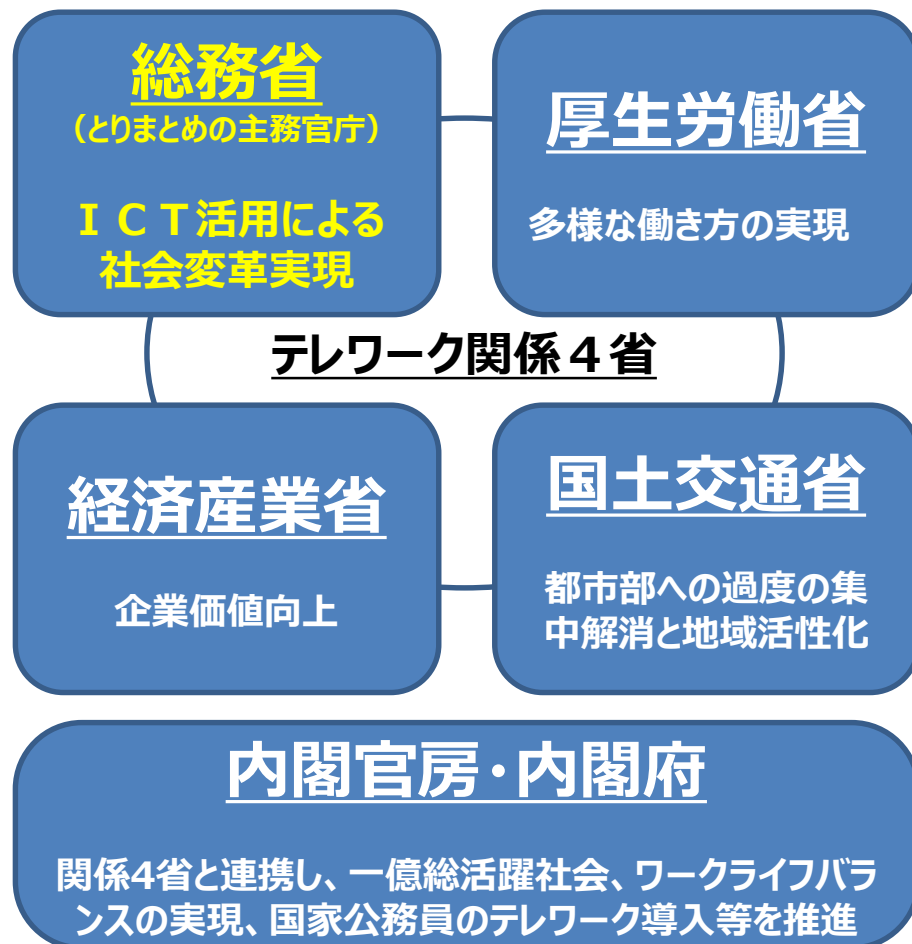 総務省
（とりまとめの主務官庁）
ＩＣＴ活用による
社会変革実現
厚生労働省
多様な働き方の実現
テレワーク関係４省
経済産業省
企業価値向上
国土交通省
都市部への過度の集
中解消と地域活性化
内閣官房・内閣府
関係4省と連携し、一億総活躍社会、ワークライフバラ
ンスの実現、国家公務員のテレワーク導入等を推進